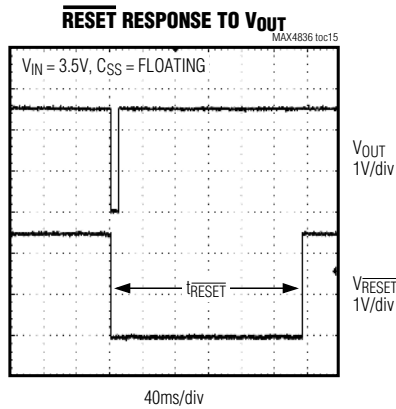 RESET RESPONSE TO VOUT
MAX4836 toc15
VIN = 3.5V, CSS = FLOATING
VOUT
1V/div
tRESET
VRESET
1V/div
40ms/div